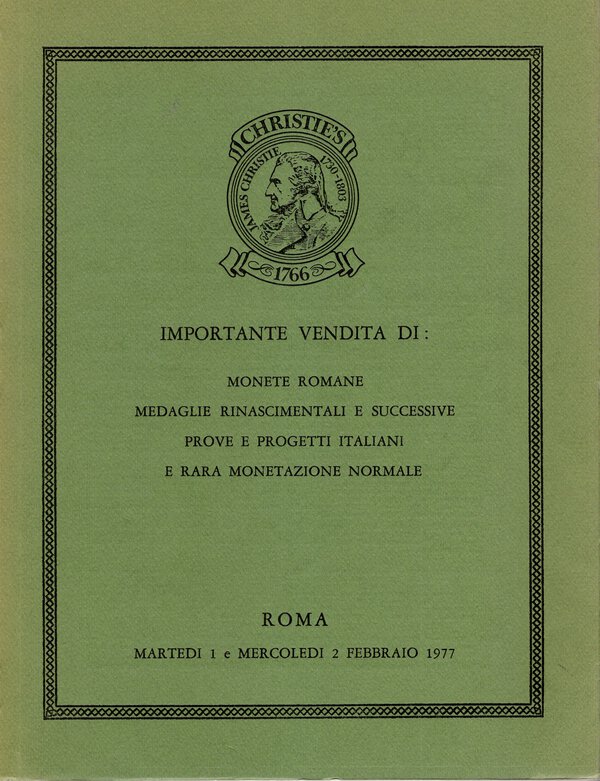 CHRISTIE'S
JAMES CHRISTIE
1730-1803
1766
IMPORTANTE VENDITA DI:
MONETE ROMANE
MEDAGLIE RINASCIMENTALI E SUCCESSIVE
PROVE E PROGETTI ITALIANI
E RARA MONETAZIONE NORMALE
ROMA
MARTEDI 1 e MERCOLEDI 2 FEBBRAIO 1977